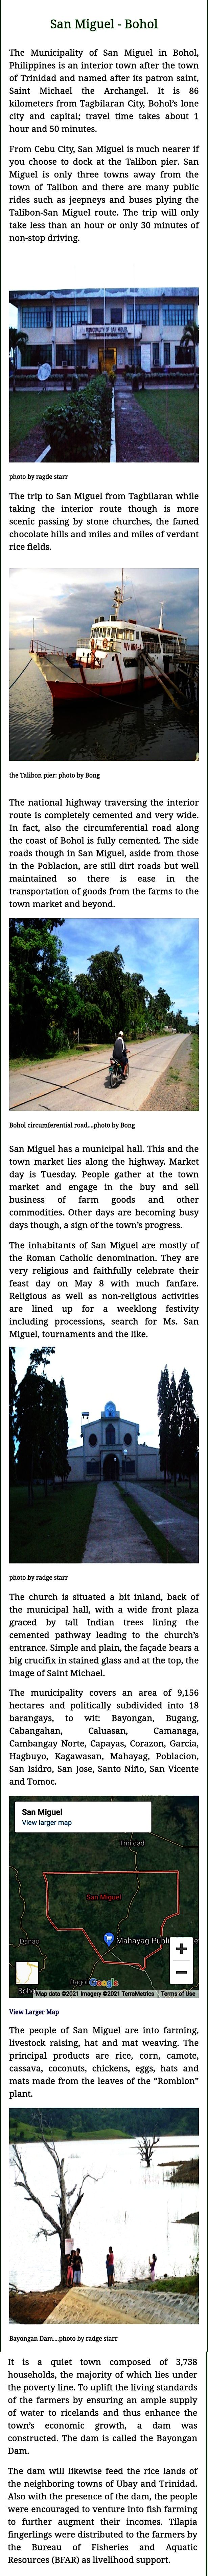 San Miguel - Bohol
The Municipality of San Miguel in Bohol,
Philippines is an interior town after the town
of Trinidad and named after its patron saint,
Saint Michael the Archangel. It is 86
kilometers from Tagbilaran City, Bohol's lone
city and capital; travel time takes about 1
hour and 50 minutes.
From Cebu City, San Miguel is much nearer if
you choose to dock at the Talibon pier. San
Miguel is only three towns away from the
town of Talibon and there are many public
rides such as jeepneys and buses plying the
Talibon-San Miguel route. The trip will only
take less than an hour or only 30 minutes of
non-stop driving.
photo by ragde starr
The trip to San Miguel from Tagbilaran while
taking the interior route though is more
scenic passing by stone churches, the famed
chocolate hills and miles and miles of verdant
rice fields.
the Talibon pier: photo by Bong
The national highway traversing the interior
route is completely cemented and very wide.
In fact, also the circumferential road along
the coast of Bohol is fully cemented. The side
roads though in San Miguel, aside from those
in the Poblacion, are still dirt roads but well
maintained so there is ease in the
transportation of goods from the farms to the
town market and beyond.
Bohol circumferential road....photo by Bong
San Miguel has a municipal hall. This and the
town market lies along the highway. Market
day is Tuesday. People gather at the town
market and engage in the buy and sell
business of farm goods and other
commodities. Other days are becoming busy
days though, a sign of the town's progress.
The inhabitants of San Miguel are mostly of
the Roman Catholic denomination. They are
very religious and faithfully celebrate their
feast day on May 8 with much fanfare.
Religious as well as non-religious activities
are lined up for a weeklong festivity
including processions, search for Ms. San
Miguel, tournaments and the like.
photo by radge starr
The church is situated a bit inland, back of
the municipal hall, with a wide front plaza
graced by tall Indian trees lining the
cemented pathway leading to the church's
entrance. Simple and plain, the façade bears a
big crucifix in stained glass and at the top, the
image of Saint Michael.
The municipality covers an area of 9,156
hectares and politically subdivided into 18
barangays, to wit: Bayongan, Bugang,
Cabangahan, Caluasan, Camanaga,
Cambangay Norte, Capayas, Corazon, Garcia,
Hagbuyo, Kagawasan, Mahayag, Poblacion,
San Isidro, San Jose, Santo Niño, San Vicente
and Tomoc.
San Miguel
View larger map
Trinidad
San Miguel
Mahayag Publi
Danao
Dagoh
Google
Boho
Map data ©2021 Imagery ©2021 TerraMetrics
Terms of Use
View Larger Map
The people of San Miguel are into farming,
livestock raising, hat and mat weaving. The
principal products are rice, corn, camote,
cassava, coconuts, chickens, eggs, hats and
mats made from the leaves of the “Romblon”
plant.
Bayongan Dam....photo by radge starr
It is a quiet town composed of 3,738
households, the majority of which lies under
the poverty line. To uplift the living standards
of the farmers by ensuring an ample supply
of water to ricelands and thus enhance the
town's economic growth, a dam was
constructed. The dam is called the Bayongan
Dam.
The dam will likewise feed the rice lands of
the neighboring towns of Ubay and Trinidad.
Also with the presence of the dam, the people
were encouraged to venture into fish farming
to further augment their incomes. Tilapia
fingerlings were distributed to the farmers by
the Bureau of Fisheries and Aquatic
Resources (BFAR) as livelihood support.